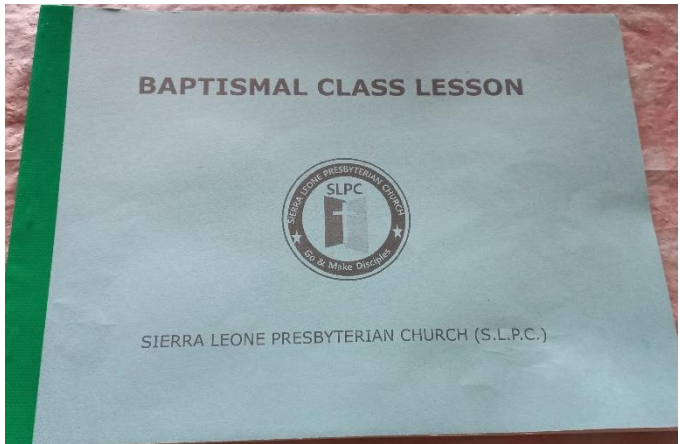 BAPTISMAL CLASS LESSON
SIERRA LEONE PRESBYTERIAN CHURCH
SLPC
Go & Make Disciples
SIERRA LEONE PRESBYTERIAN CHURCH (S.L.P.C.)